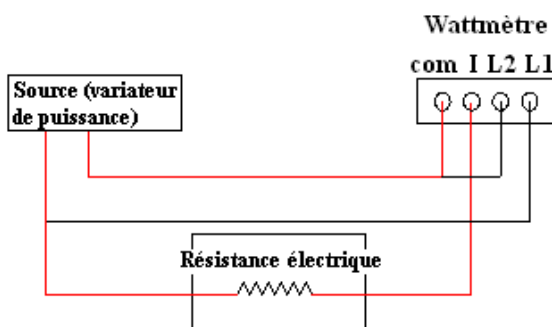 Wattmètre
com I L2 L1
Source (variateur
de puissance)
Résistance électrique